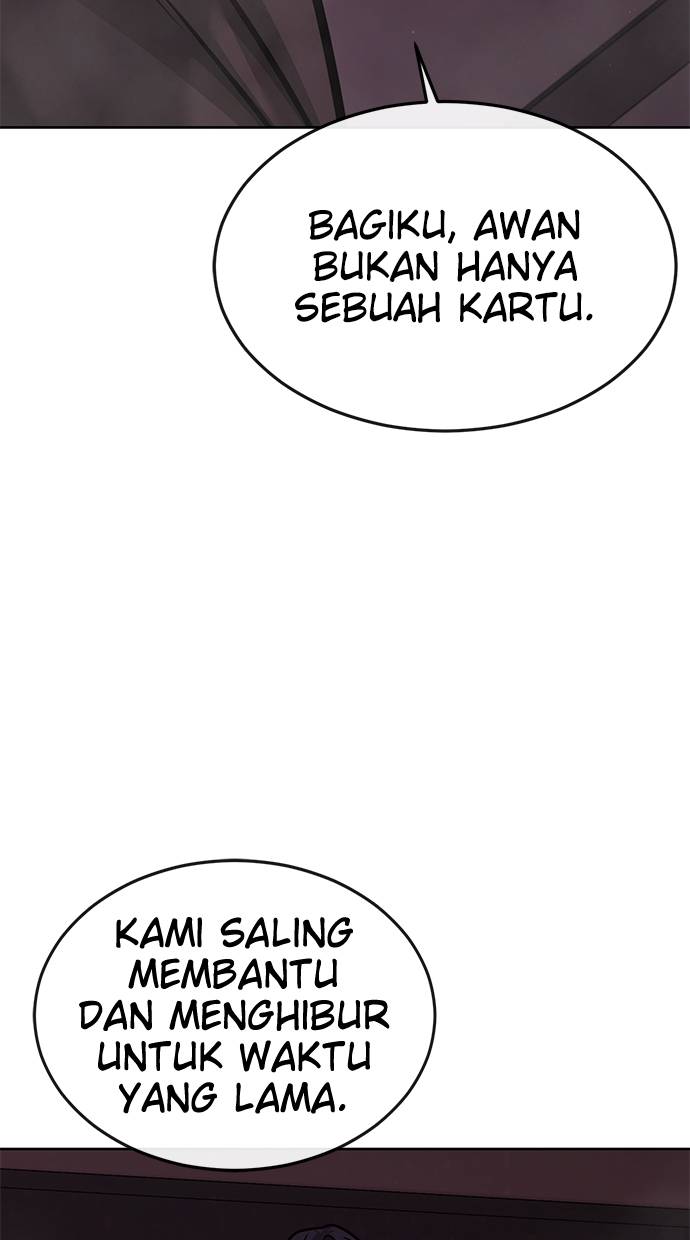 BAGIKU, AWAN
BUKAN HANYA
SEBUAH KARTU.
KAMI SALING
MEMBANTU
DAN MENGHIBUR
UNTUK WAKTU
YANG LAMA.